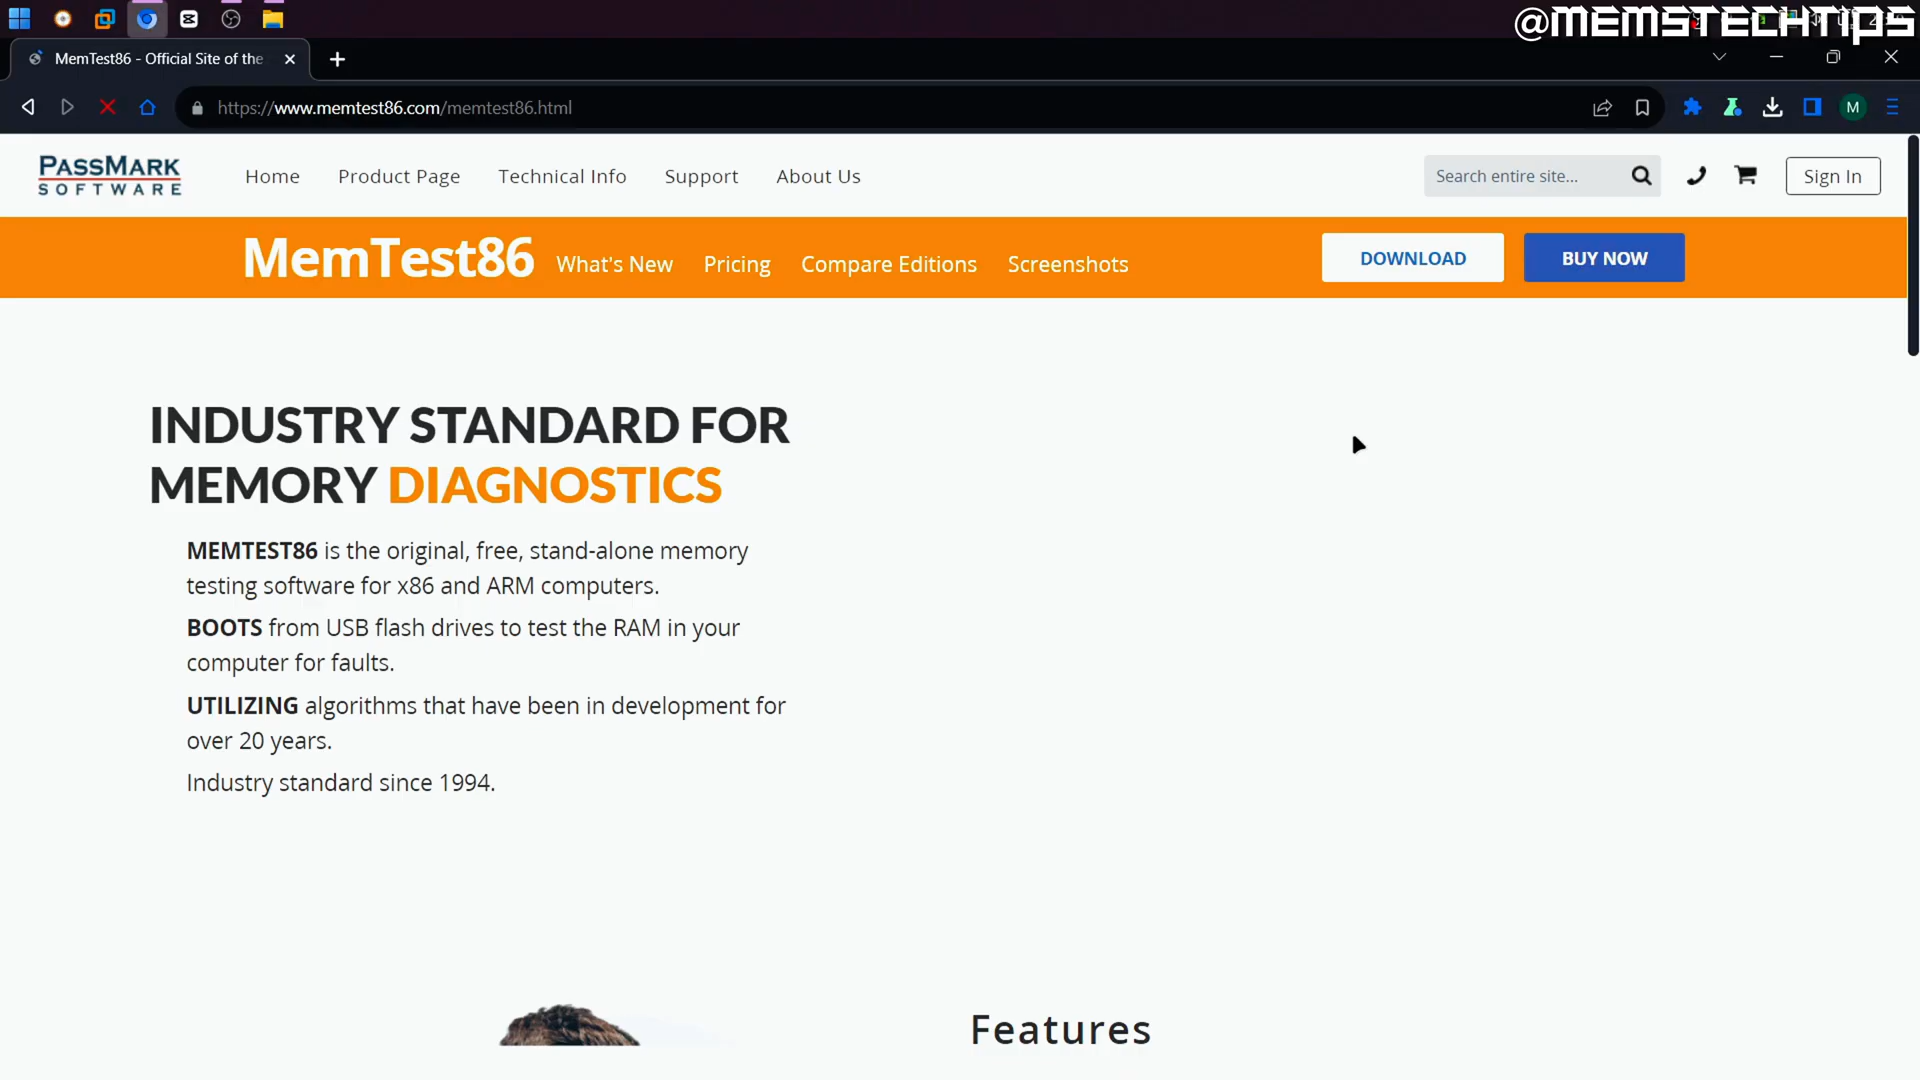 @MEMSTECHTIPS
MemTest86 - Official Site of the
https://www.memtest86.com/memtest86.html
M
PASSMARK
SOFTWARE
Home
Product Page
Technical Info
Support
About Us
Search entire site...
Sign In
MemTest86
What's New
Pricing
Compare Editions
Screenshots
DOWNLOAD
BUY NOW
INDUSTRY STANDARD FOR
MEMORY DIAGNOSTICS
MEMTEST86 is the original, free, stand-alone memory
testing software for x86 and ARM computers.
BOOTS from USB flash drives to test the RAM in your
computer for faults.
UTILIZING algorithms that have been in development for
over 20 years.
Industry standard since 1994.
Features